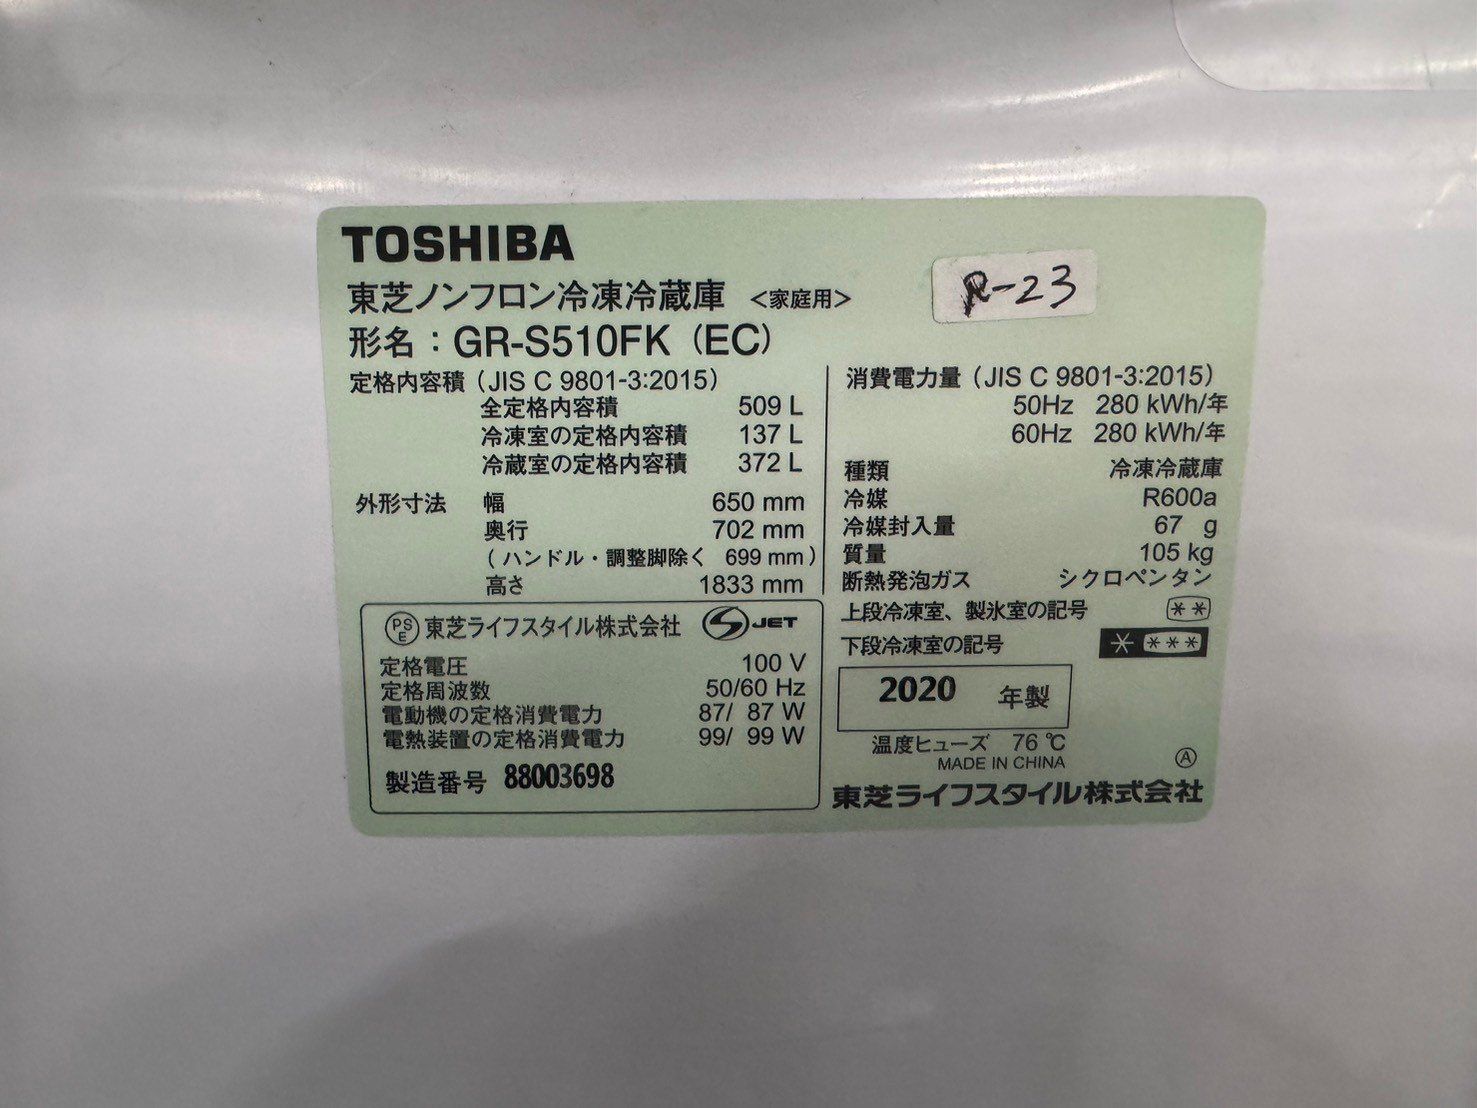 TOSHIBA
東芝ノンフロン冷凍冷蔵庫 <家庭用>
R-23
形名：GR-S510FK (EC)
定格内容積 (JIS C 9801-3:2015)
全定格内容積 509 L
冷凍室の定格内容積 137 L
冷蔵室の定格内容積 372 L
外形寸法 幅 650 mm
奥行 702 mm
(ハンドル・調整脚除く 699 mm)
高さ 1833 mm
PSE 東芝ライフスタイル株式会社 S JET
定格電圧 100 V
定格周波数 50/60 Hz
電動機の定格消費電力 87/ 87 W
電熱装置の定格消費電力 99/ 99 W
製造番号 88003698
消費電力量 (JIS C 9801-3:2015)
50Hz 280 kWh/年
60Hz 280 kWh/年
種類 冷凍冷蔵庫
冷媒 R600a
冷媒封入量 67 g
質量 105 kg
断熱発泡ガス シクロペンタン
上段冷凍室、製氷室の記号 **
下段冷凍室の記号 * ***
2020 年製
温度ヒューズ 76 ℃
MADE IN CHINA
Ⓐ
東芝ライフスタイル株式会社